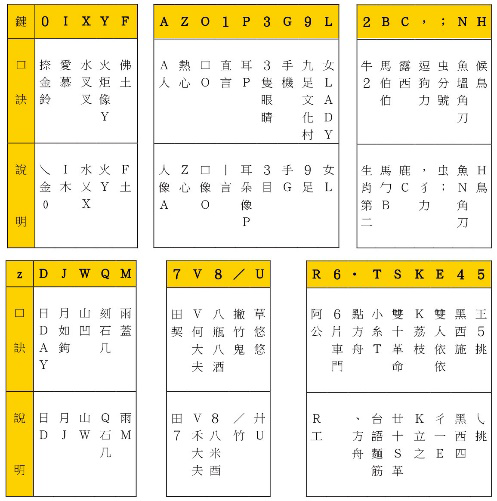 鍵 0 I X Y F
口訣
捺金鈴
愛慕
水叉叉
火炬像Y
佛土
說明
㇏金0
I木
水乂X
火Y
F土
A Z O 1 P 3 G 9 L
A人
熱心
口O
直言
耳P
3隻眼睛
手機
九足文化村
女LADY
人像A
Z心
口像O
丨言
耳朵像P
3目
手G
9足
女L
2 B C , ; N H
牛2
馬伯伯
露西
逗狗力
虫分號
魚塭角刀
候鳥
生肖第二
馬勹B
鹿C
，犭力
虫；
魚N角刀
H鳥
z D J W Q M
口訣
日DAY
月如鉤
山凹
刻石几
雨蓋
說明
日D
月J
山W
Q石几
雨M
7 V 8 / U
田契
V何大夫
八瓶八酒
撇竹鬼
草悠悠
田7
V禾大夫
8八米酉
/竹
廾U
R 6 · T S K E 4 5
阿公
6片車門
點方舟
小糸T
雙十革命
K荔枝
雙人依依
黑西施
王5挑
R工
、方舟
台語麵筋
廿十S革
K立之
彳一E
黑西四
乚挑